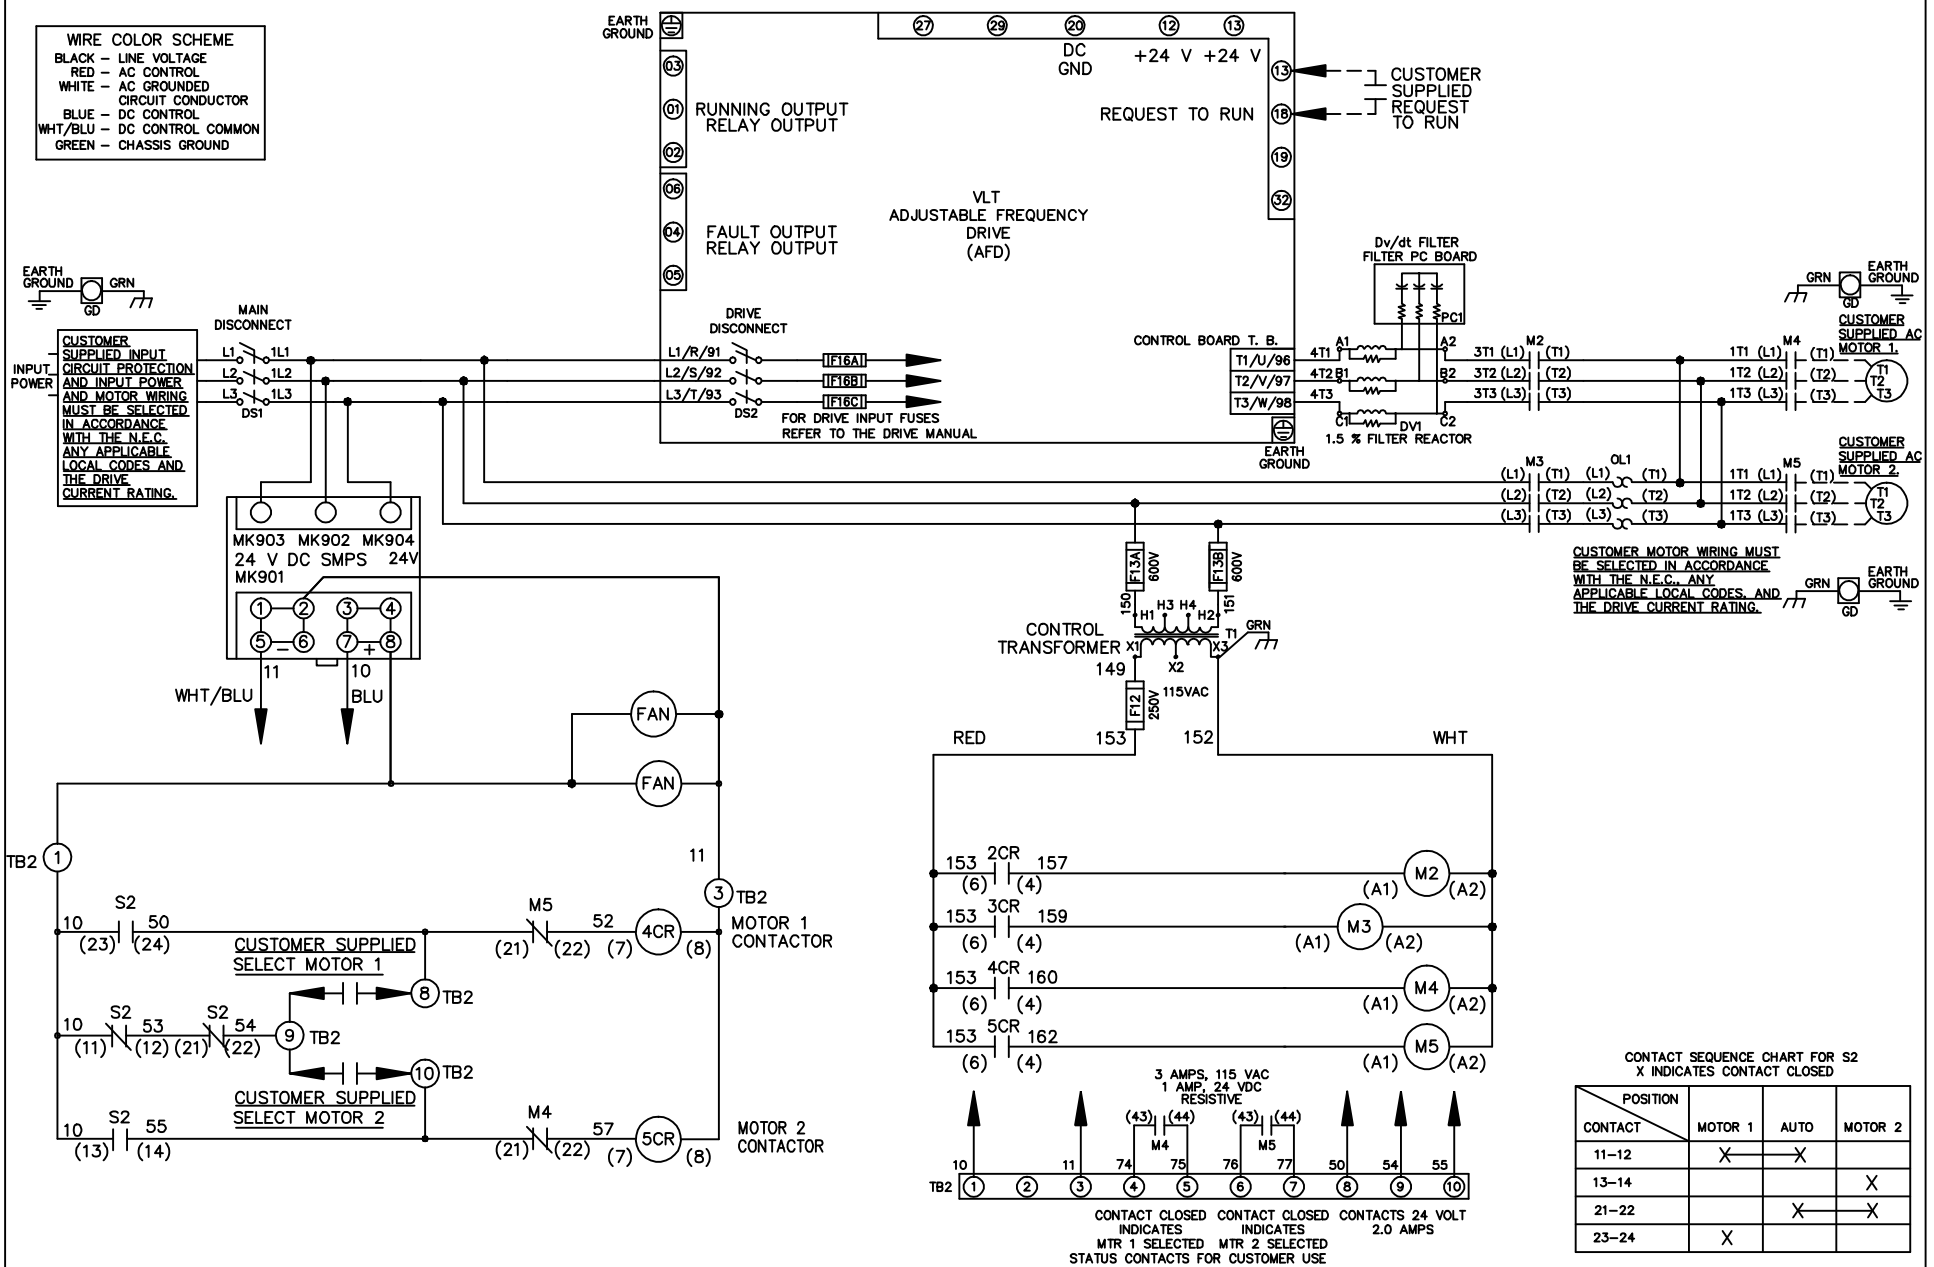 WIRE COLOR SCHEME
BLACK – LINE VOLTAGE
RED – AC CONTROL
WHITE – AC GROUNDED
CIRCUIT CONDUCTOR
BLUE – DC CONTROL
WHT/BLU – DC CONTROL COMMON
GREEN – CHASSIS GROUND
EARTH
GROUND
27 29 20 12 13
DC
GND
+24 V +24 V
03
01
02
RUNNING OUTPUT
RELAY OUTPUT
06
04
05
FAULT OUTPUT
RELAY OUTPUT
VLT
ADJUSTABLE FREQUENCY
DRIVE
(AFD)
REQUEST TO RUN
13
18
19
32
CUSTOMER
SUPPLIED
REQUEST
TO RUN
EARTH
GROUND
GRN
GD
INPUT
POWER
CUSTOMER
SUPPLIED INPUT
CIRCUIT PROTECTION
AND INPUT POWER
AND MOTOR WIRING
MUST BE SELECTED
IN ACCORDANCE
WITH THE N.E.C.
ANY APPLICABLE
LOCAL CODES AND
THE DRIVE
CURRENT RATING.
MAIN
DISCONNECT
L1 1L1
L2 1L2
L3 1L3
DS1
DRIVE
DISCONNECT
L1/R/91
L2/S/92
L3/T/93
DS2
F16A
F16B
F16C
FOR DRIVE INPUT FUSES
REFER TO THE DRIVE MANUAL
CONTROL BOARD T. B.
T1/U/96
T2/V/97
T3/W/98
EARTH
GROUND
4T1
4T2
4T3
Dv/dt FILTER
FILTER PC BOARD
PC1
A1 A2
B1 B2
C1 C2
DV1
1.5 % FILTER REACTOR
M2
3T1 (L1) (T1)
3T2 (L2) (T2)
3T3 (L3) (T3)
M4
1T1 (L1) (T1)
1T2 (L2) (T2)
1T3 (L3) (T3)
GRN
GD
EARTH
GROUND
CUSTOMER
SUPPLIED AC
MOTOR 1.
T1
T2
T3
M3
(L1) (T1)
(L2) (T2)
(L3) (T3)
OL1
(L1) (T1)
(L2) (T2)
(L3) (T3)
M5
1T1 (L1) (T1)
1T2 (L2) (T2)
1T3 (L3) (T3)
CUSTOMER
SUPPLIED AC
MOTOR 2.
T1
T2
T3
CUSTOMER MOTOR WIRING MUST
BE SELECTED IN ACCORDANCE
WITH THE N.E.C., ANY
APPLICABLE LOCAL CODES, AND
THE DRIVE CURRENT RATING.
GRN
GD
EARTH
GROUND
MK903 MK902 MK904
24 V DC SMPS 24V
MK901
1 2 3 4
5 – 6 7 + 8
11 10
WHT/BLU BLU
F13A
600V
F13B
600V
150 151
H1 H3 H4 H2
CONTROL
TRANSFORMER
T1
GRN
X1 X2 X3
149
115VAC
F12
250V
153 152
RED WHT
FAN
FAN
TB2 1
11
3 TB2
10 S2 50
(23) (24)
M5
(21) (22)
52
(7) 4CR (8)
MOTOR 1
CONTACTOR
CUSTOMER SUPPLIED
SELECT MOTOR 1
8 TB2
10 S2 53 S2 54
(11) (12) (21) (22)
9 TB2
10 TB2
CUSTOMER SUPPLIED
SELECT MOTOR 2
10 S2 55
(13) (14)
M4
(21) (22)
57
(7) 5CR (8)
MOTOR 2
CONTACTOR
153 2CR 157
(6) (4)
(A1) M2 (A2)
153 3CR 159
(6) (4)
(A1) M3 (A2)
153 4CR 160
(6) (4)
(A1) M4 (A2)
153 5CR 162
(6) (4)
(A1) M5 (A2)
3 AMPS, 115 VAC
1 AMP, 24 VDC
RESISTIVE
(43) (44) (43) (44)
M4 M5
10 11 74 75 76 77 50 54 55
TB2 1 2 3 4 5 6 7 8 9 10
CONTACT CLOSED
INDICATES
MTR 1 SELECTED
CONTACT CLOSED
INDICATES
MTR 2 SELECTED
CONTACTS 24 VOLT
2.0 AMPS
STATUS CONTACTS FOR CUSTOMER USE
CONTACT SEQUENCE CHART FOR S2
X INDICATES CONTACT CLOSED
POSITION
CONTACT MOTOR 1 AUTO MOTOR 2
11–12 X X
13–14 X
21–22 X X
23–24 X